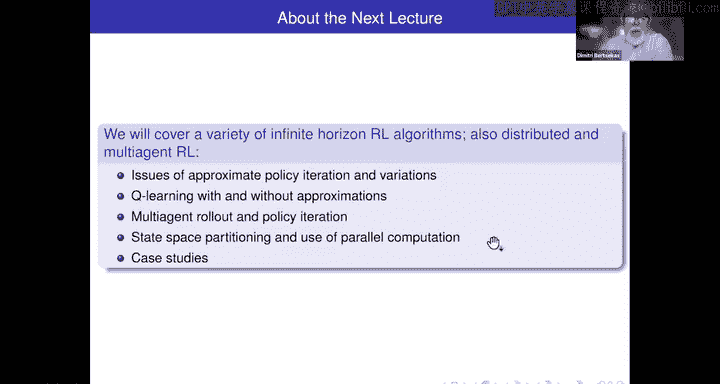 About the Next Lecture
Dimitri Bertsekas
We will cover a variety of infinite horizon RL algorithms; also distributed and
multiagent RL:
Issues of approximate policy iteration and variations
Q-learning with and without approximations
Multiagent rollout and policy iteration
State space partitioning and use of parallel computation
Case studies